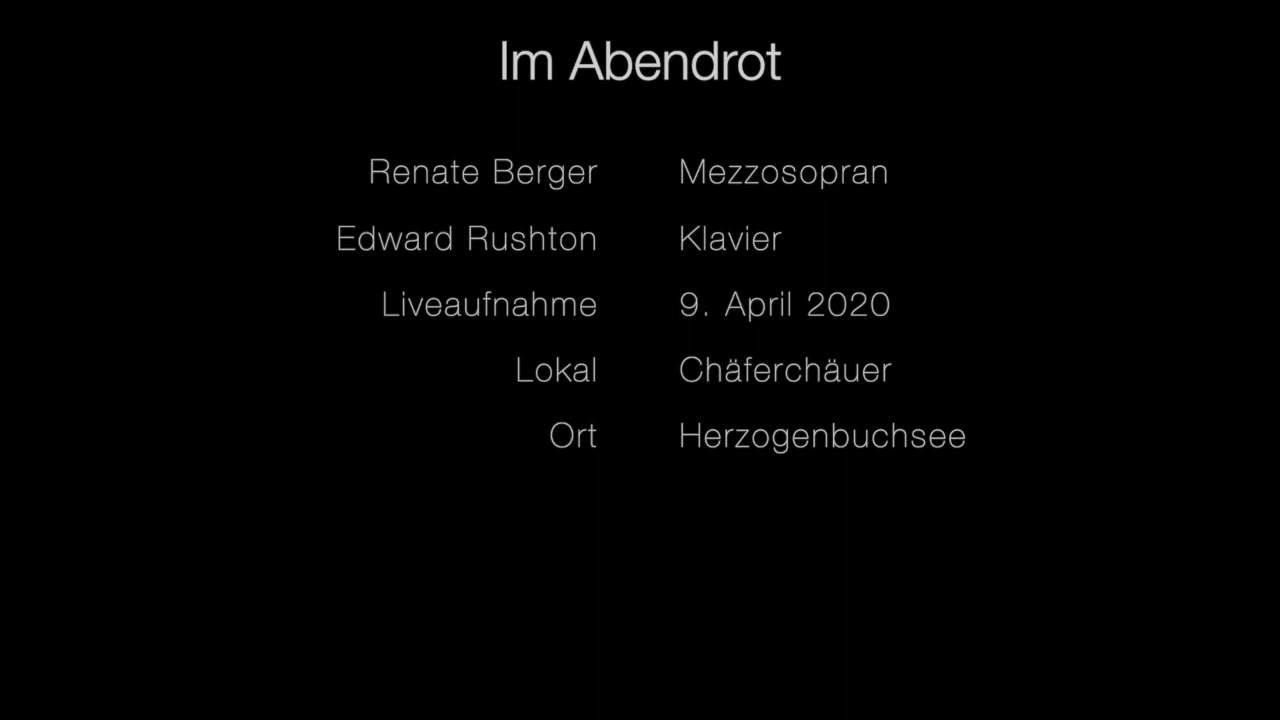 Im Abendrot
Renate Berger Mezzosopran
Edward Rushton Klavier
Liveaufnahme 9. April 2020
Lokal Chäferchäuer
Ort Herzogenbuchsee